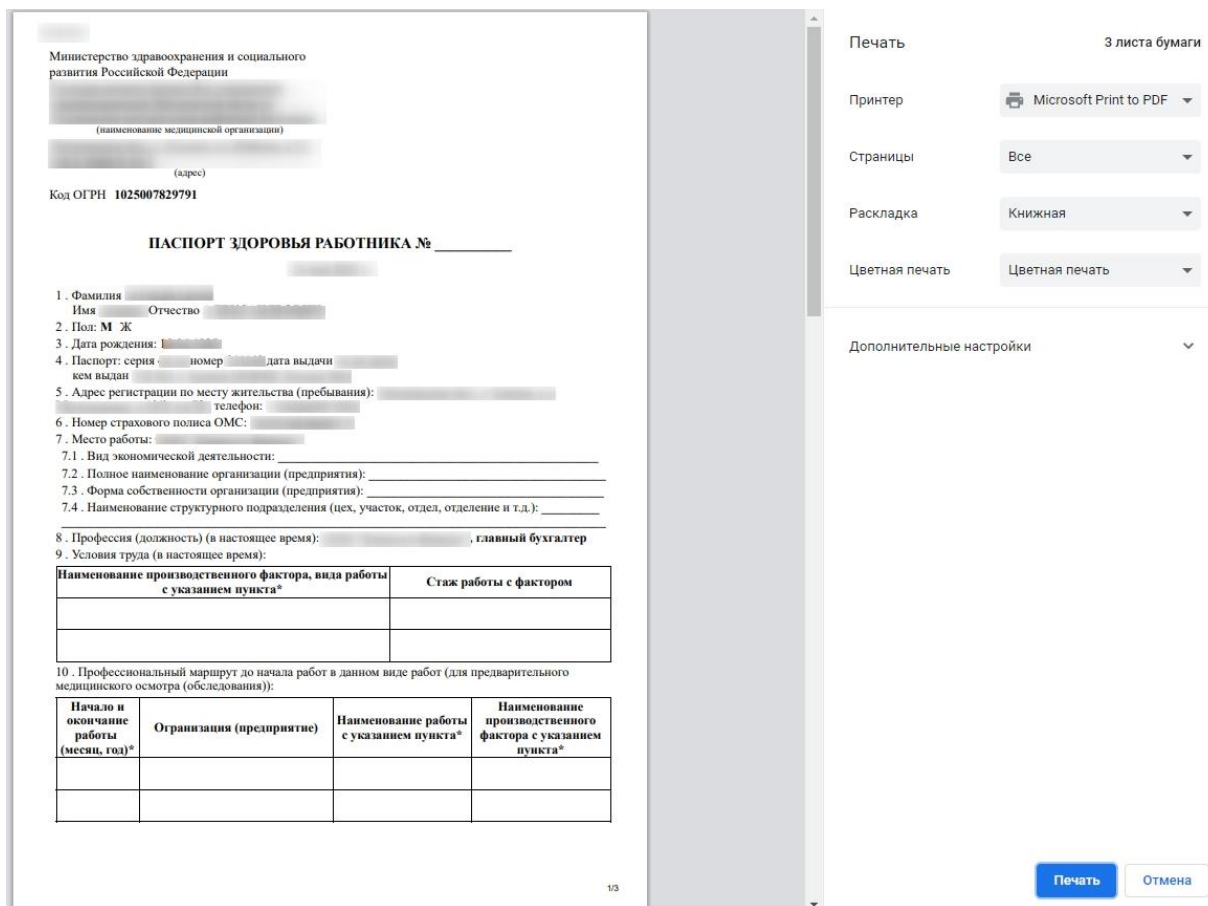 Министерство здравоохранения и социального
развития Российской Федерации
(наименование медицинской организации)
(адрес)
Код ОГРН 1025007829791
ПАСПОРТ ЗДОРОВЬЯ РАБОТНИКА № __________
1 . Фамилия
Имя Отчество
2 . Пол: М Ж
3 . Дата рождения:
4 . Паспорт: серия номер дата выдачи
кем выдан
5 . Адрес регистрации по месту жительства (пребывания):
телефон:
6 . Номер страхового полиса ОМС:
7 . Место работы:
7.1 . Вид экономической деятельности:
7.2 . Полное наименование организации (предприятия):
7.3 . Форма собственности организации (предприятия):
7.4 . Наименование структурного подразделения (цех, участок, отдел, отделение и т.д.):
8 . Профессия (должность) (в настоящее время): , главный бухгалтер
9 . Условия труда (в настоящее время):
Наименование производственного фактора, вида работы
с указанием пункта*
Стаж работы с фактором
10 . Профессиональный маршрут до начала работ в данном виде работ (для предварительного
медицинского осмотра (обследования)):
Начало и
окончание
работы
(месяц, год)*
Огранизация (предприятие)
Наименование работы
с указанием пункта*
Наименование
производственного
фактора с указанием
пункта*
1/3
Печать 3 листа бумаги
Принтер Microsoft Print to PDF
Страницы Все
Раскладка Книжная
Цветная печать Цветная печать
Дополнительные настройки
Печать Отмена